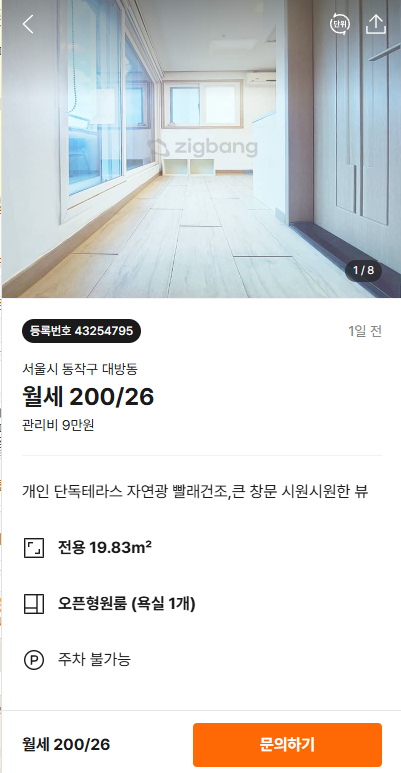 단위
zigbang
1 / 8
등록번호 43254795
1일 전
서울시 동작구 대방동
월세 200/26
관리비 9만원
개인 단독테라스 자연광 빨래건조,큰 창문 시원시원한 뷰
전용 19.83m²
오픈형원룸 (욕실 1개)
P 주차 불가능
월세 200/26
문의하기